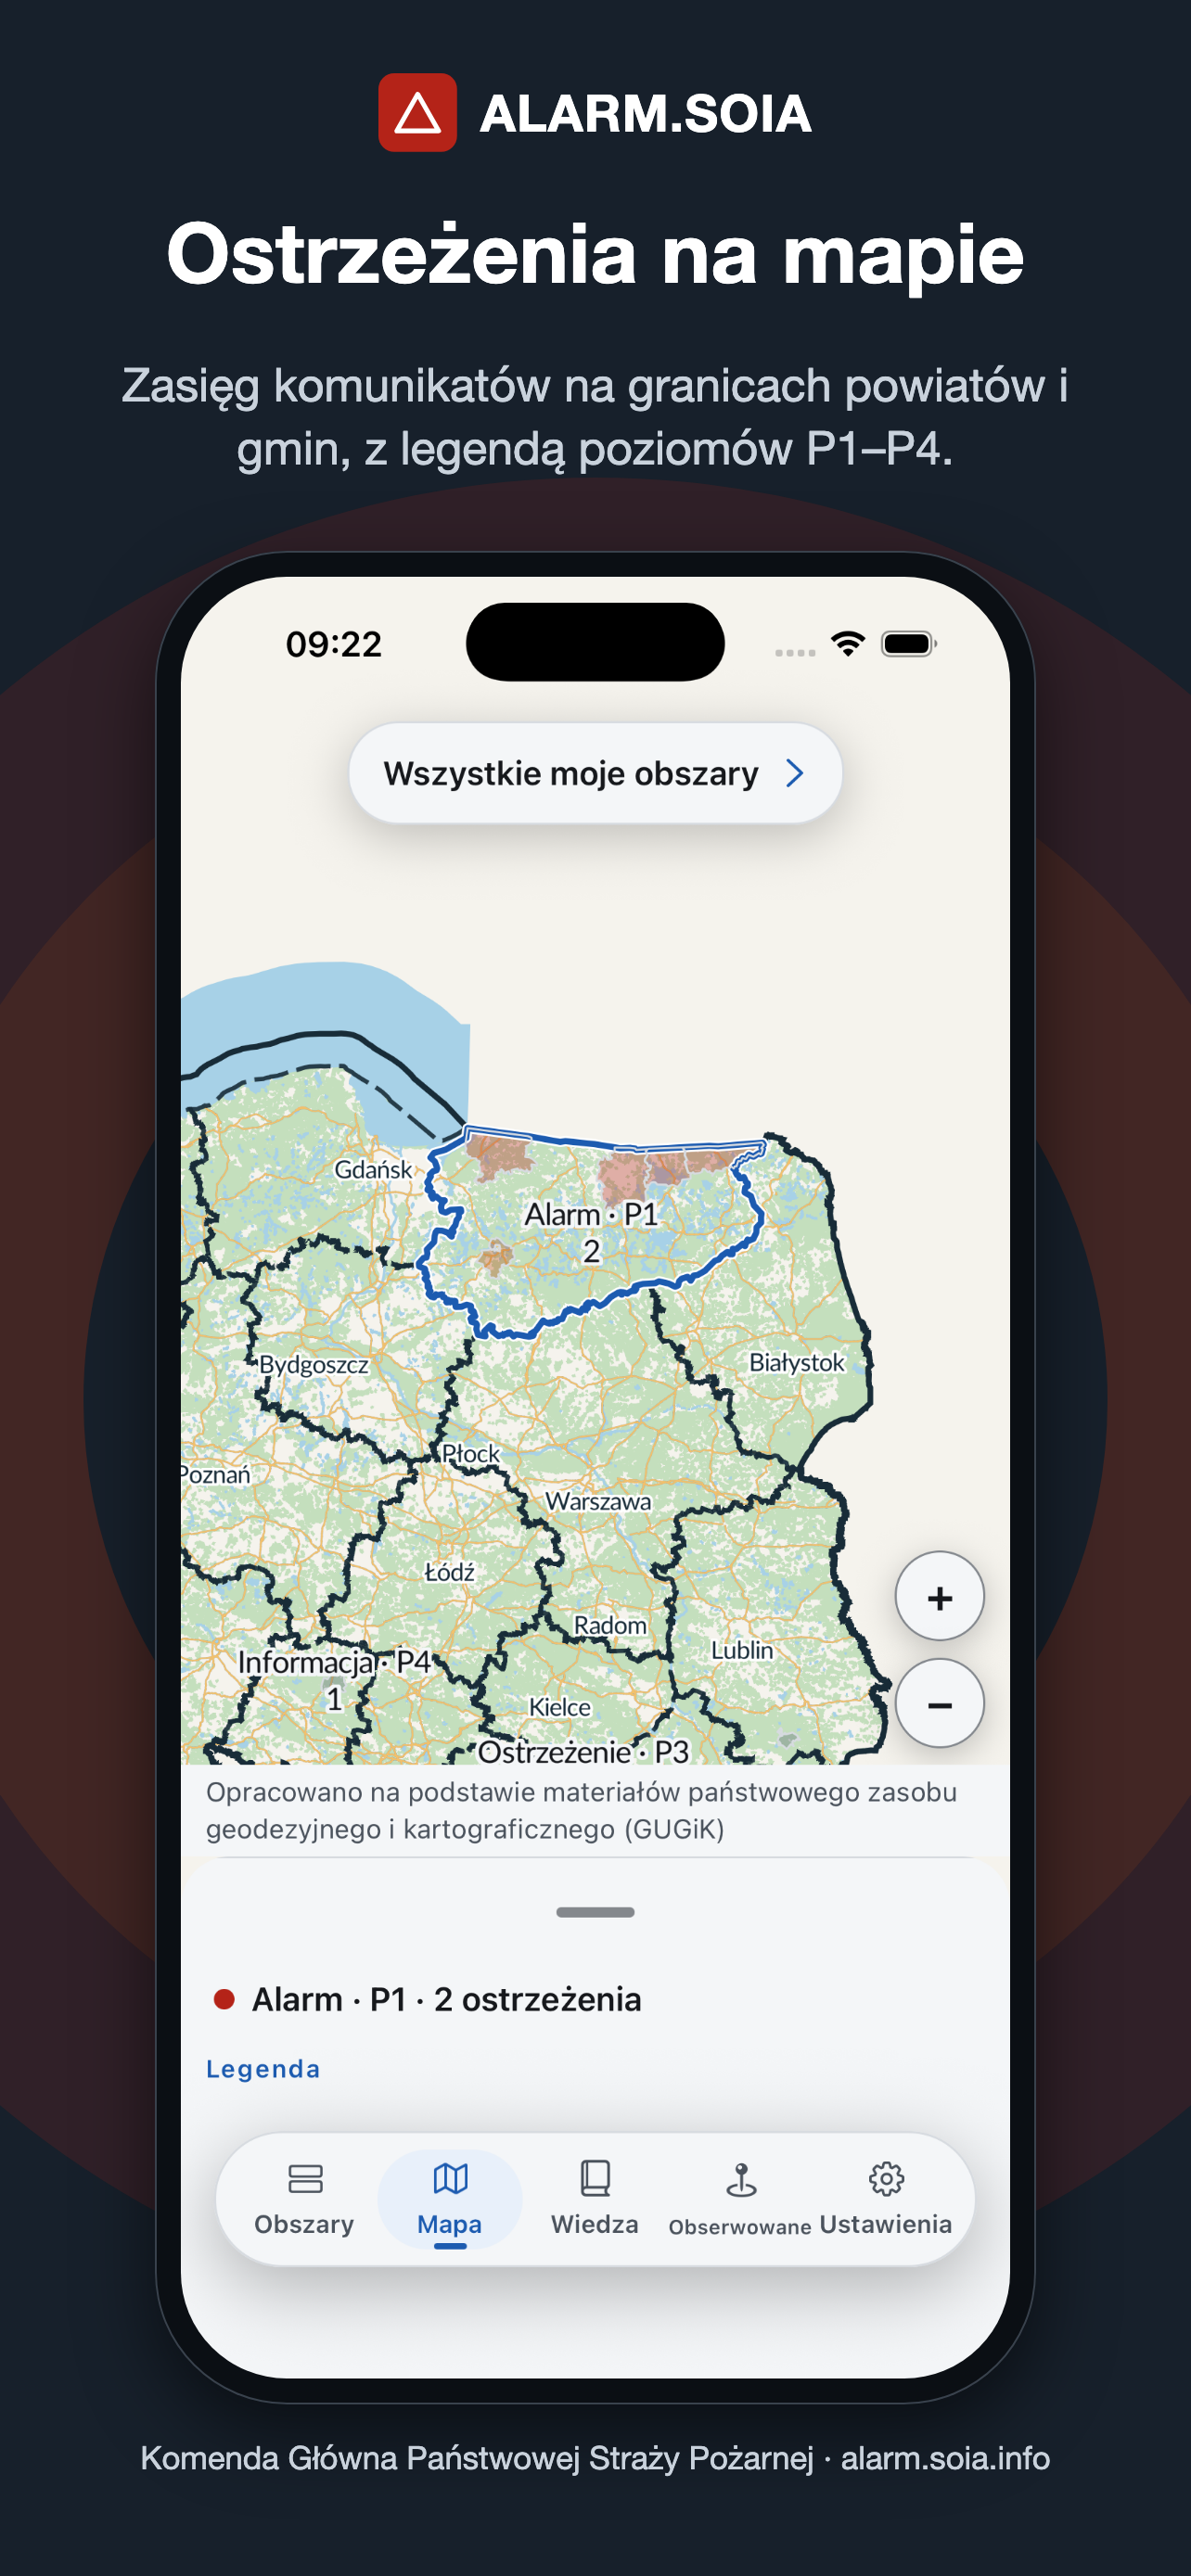 ALARM.SOIA
Ostrzeżenia na mapie
Zasięg komunikatów na granicach powiatów i
gmin, z legendą poziomów P1–P4.
09:22
Wszystkie moje obszary
Gdańsk
Alarm · P1
2
Bydgoszcz
Białystok
Płock
Poznań
Warszawa
Łódź
Radom
Lublin
Informacja · P4
1
Kielce
Ostrzeżenie · P3
+
−
Opracowano na podstawie materiałów państwowego zasobu
geodezyjnego i kartograficznego (GUGiK)
Alarm · P1 · 2 ostrzeżenia
Legenda
Obszary Mapa Wiedza Obserwowane Ustawienia
Komenda Główna Państwowej Straży Pożarnej · alarm.soia.info